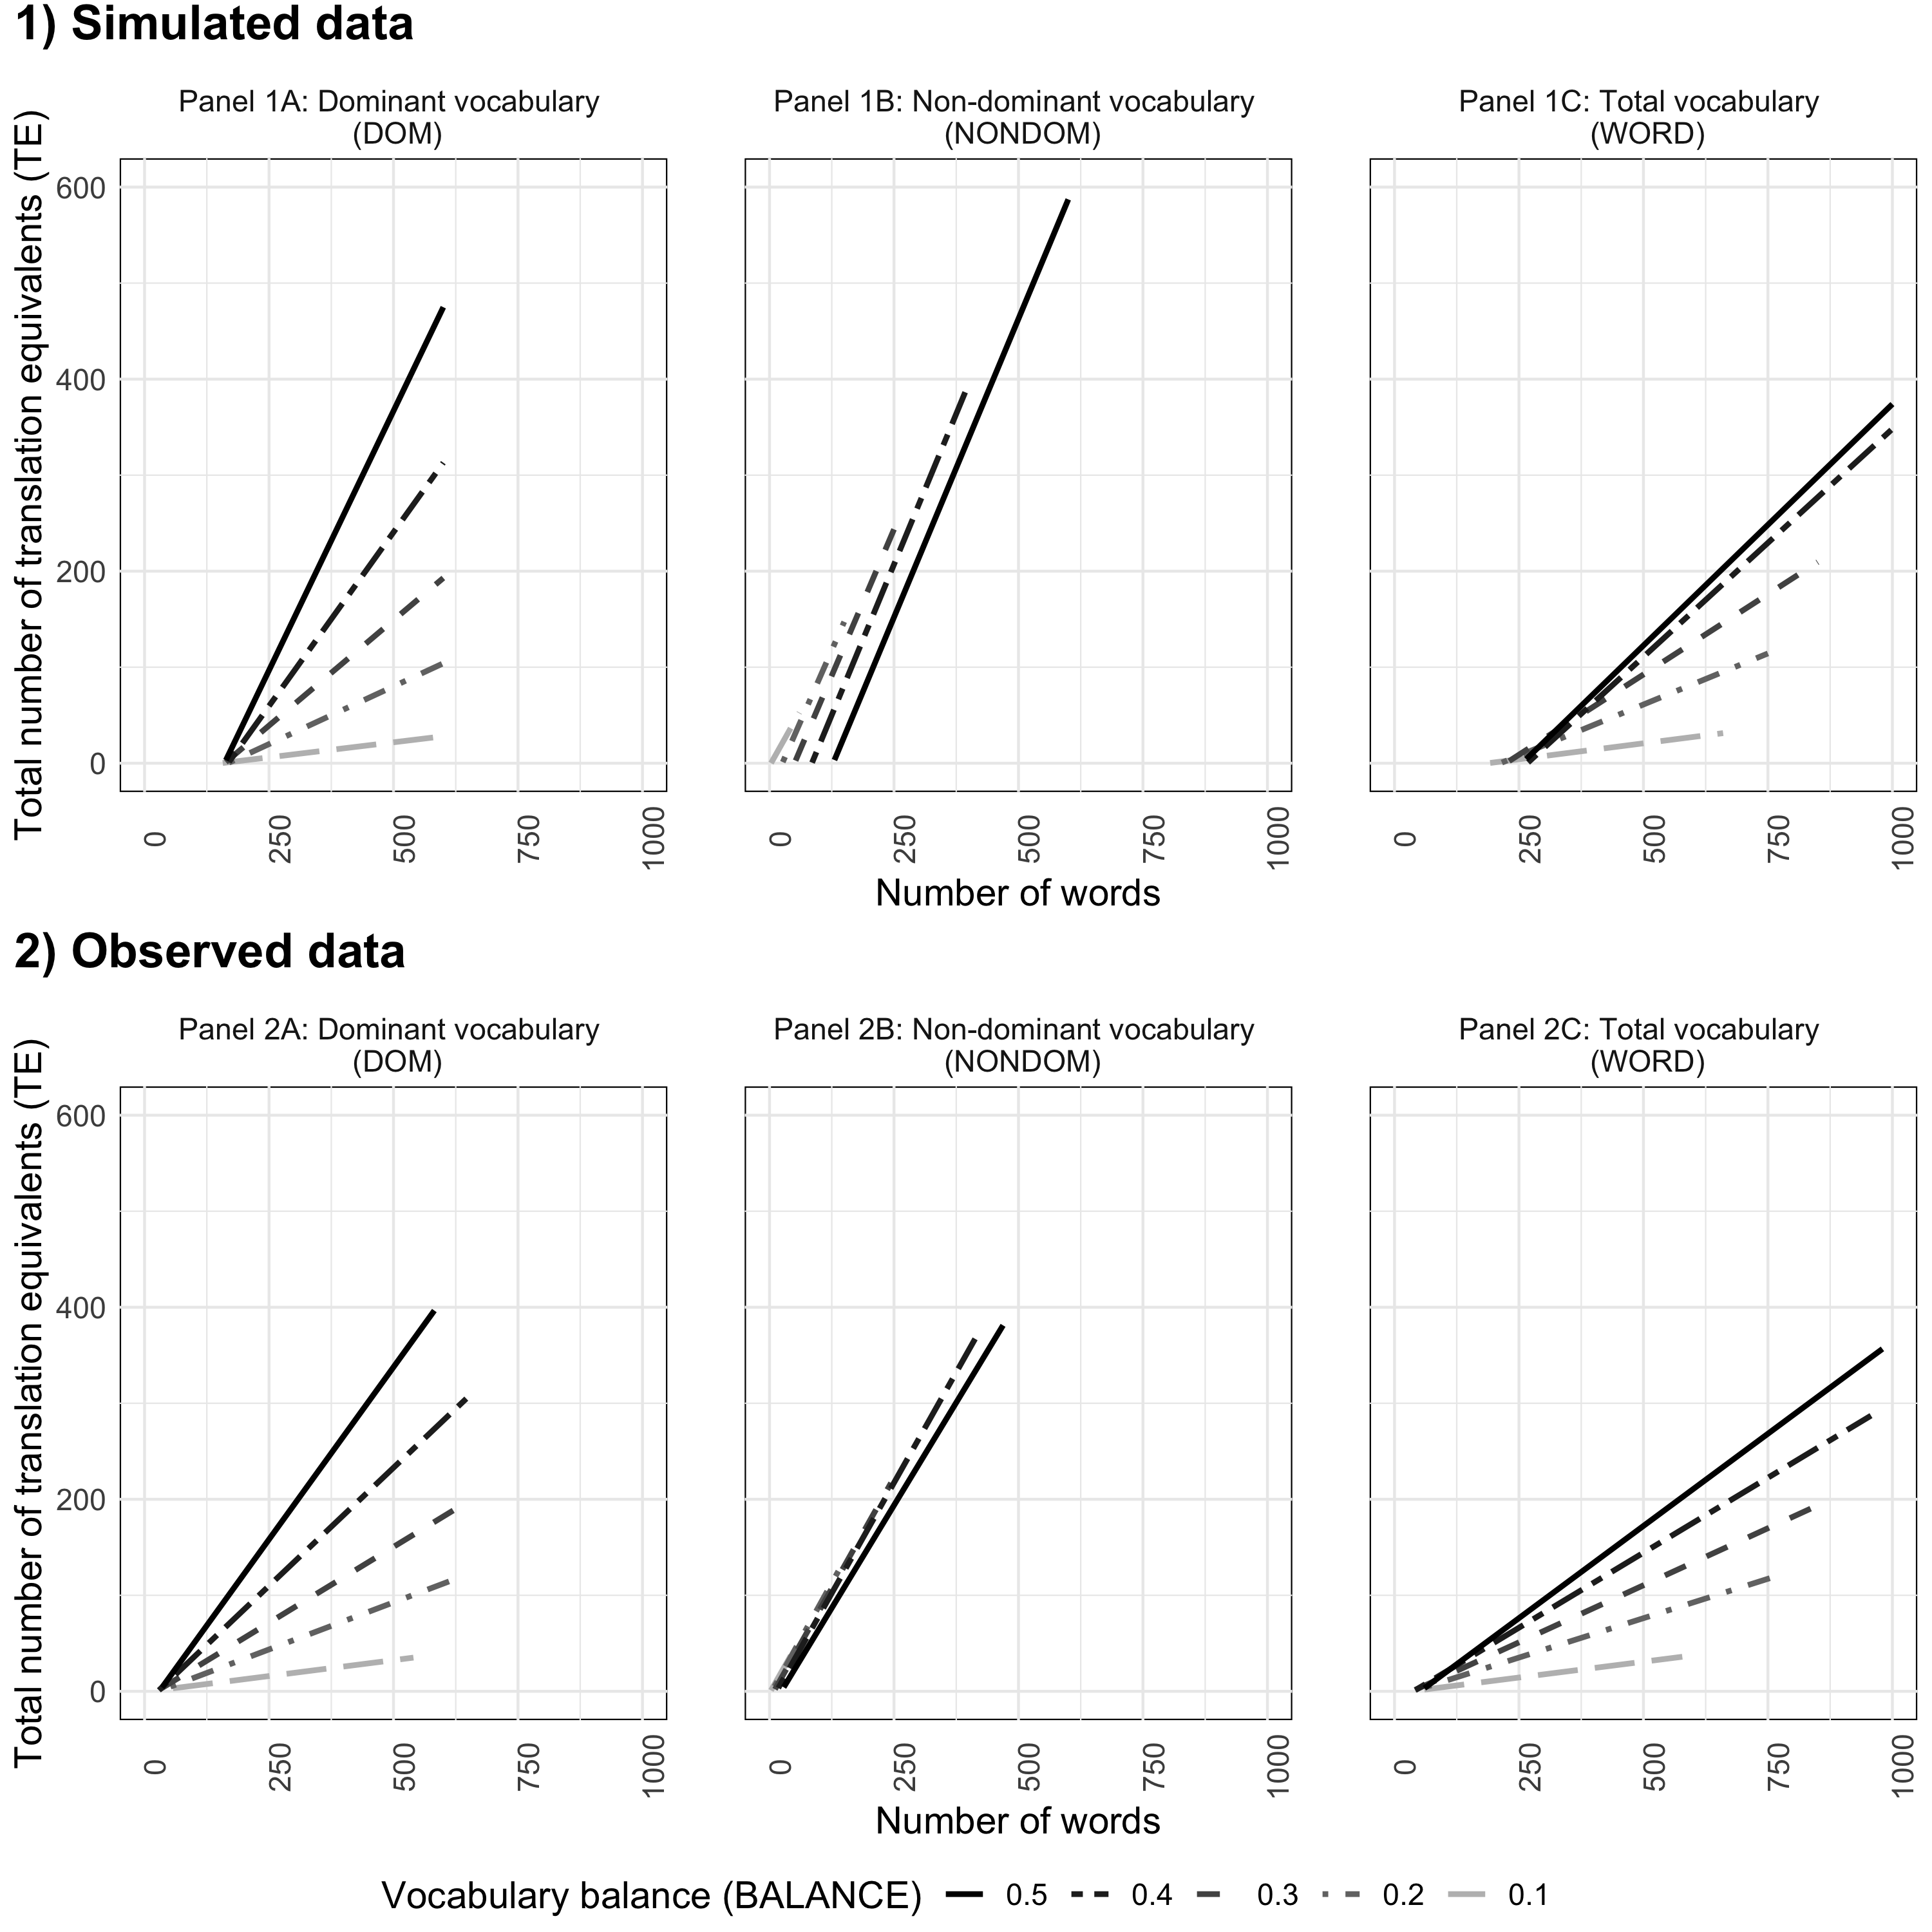 1) Simulated data
Panel 1A: Dominant vocabulary
(DOM)
Panel 1B: Non-dominant vocabulary
(NONDOM)
Panel 1C: Total vocabulary
(WORD)
Total number of translation equivalents (TE)
600
400
200
0
0 250 500 750 1000
0 250 500 750 1000
0 250 500 750 1000
Number of words
2) Observed data
Panel 2A: Dominant vocabulary
(DOM)
Panel 2B: Non-dominant vocabulary
(NONDOM)
Panel 2C: Total vocabulary
(WORD)
Total number of translation equivalents (TE)
600
400
200
0
0 250 500 750 1000
0 250 500 750 1000
0 250 500 750 1000
Number of words
Vocabulary balance (BALANCE) 0.5 0.4 0.3 0.2 0.1